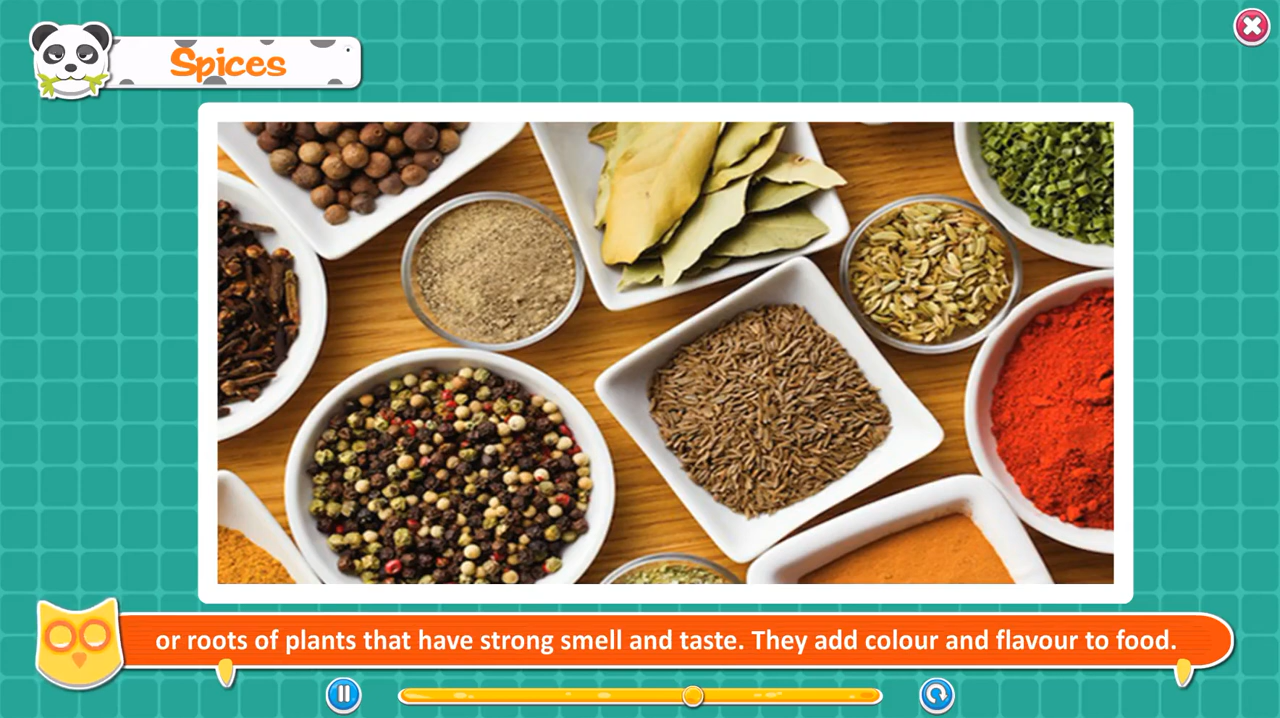 Spices
or roots of plants that have strong smell and taste. They add colour and flavour to food.